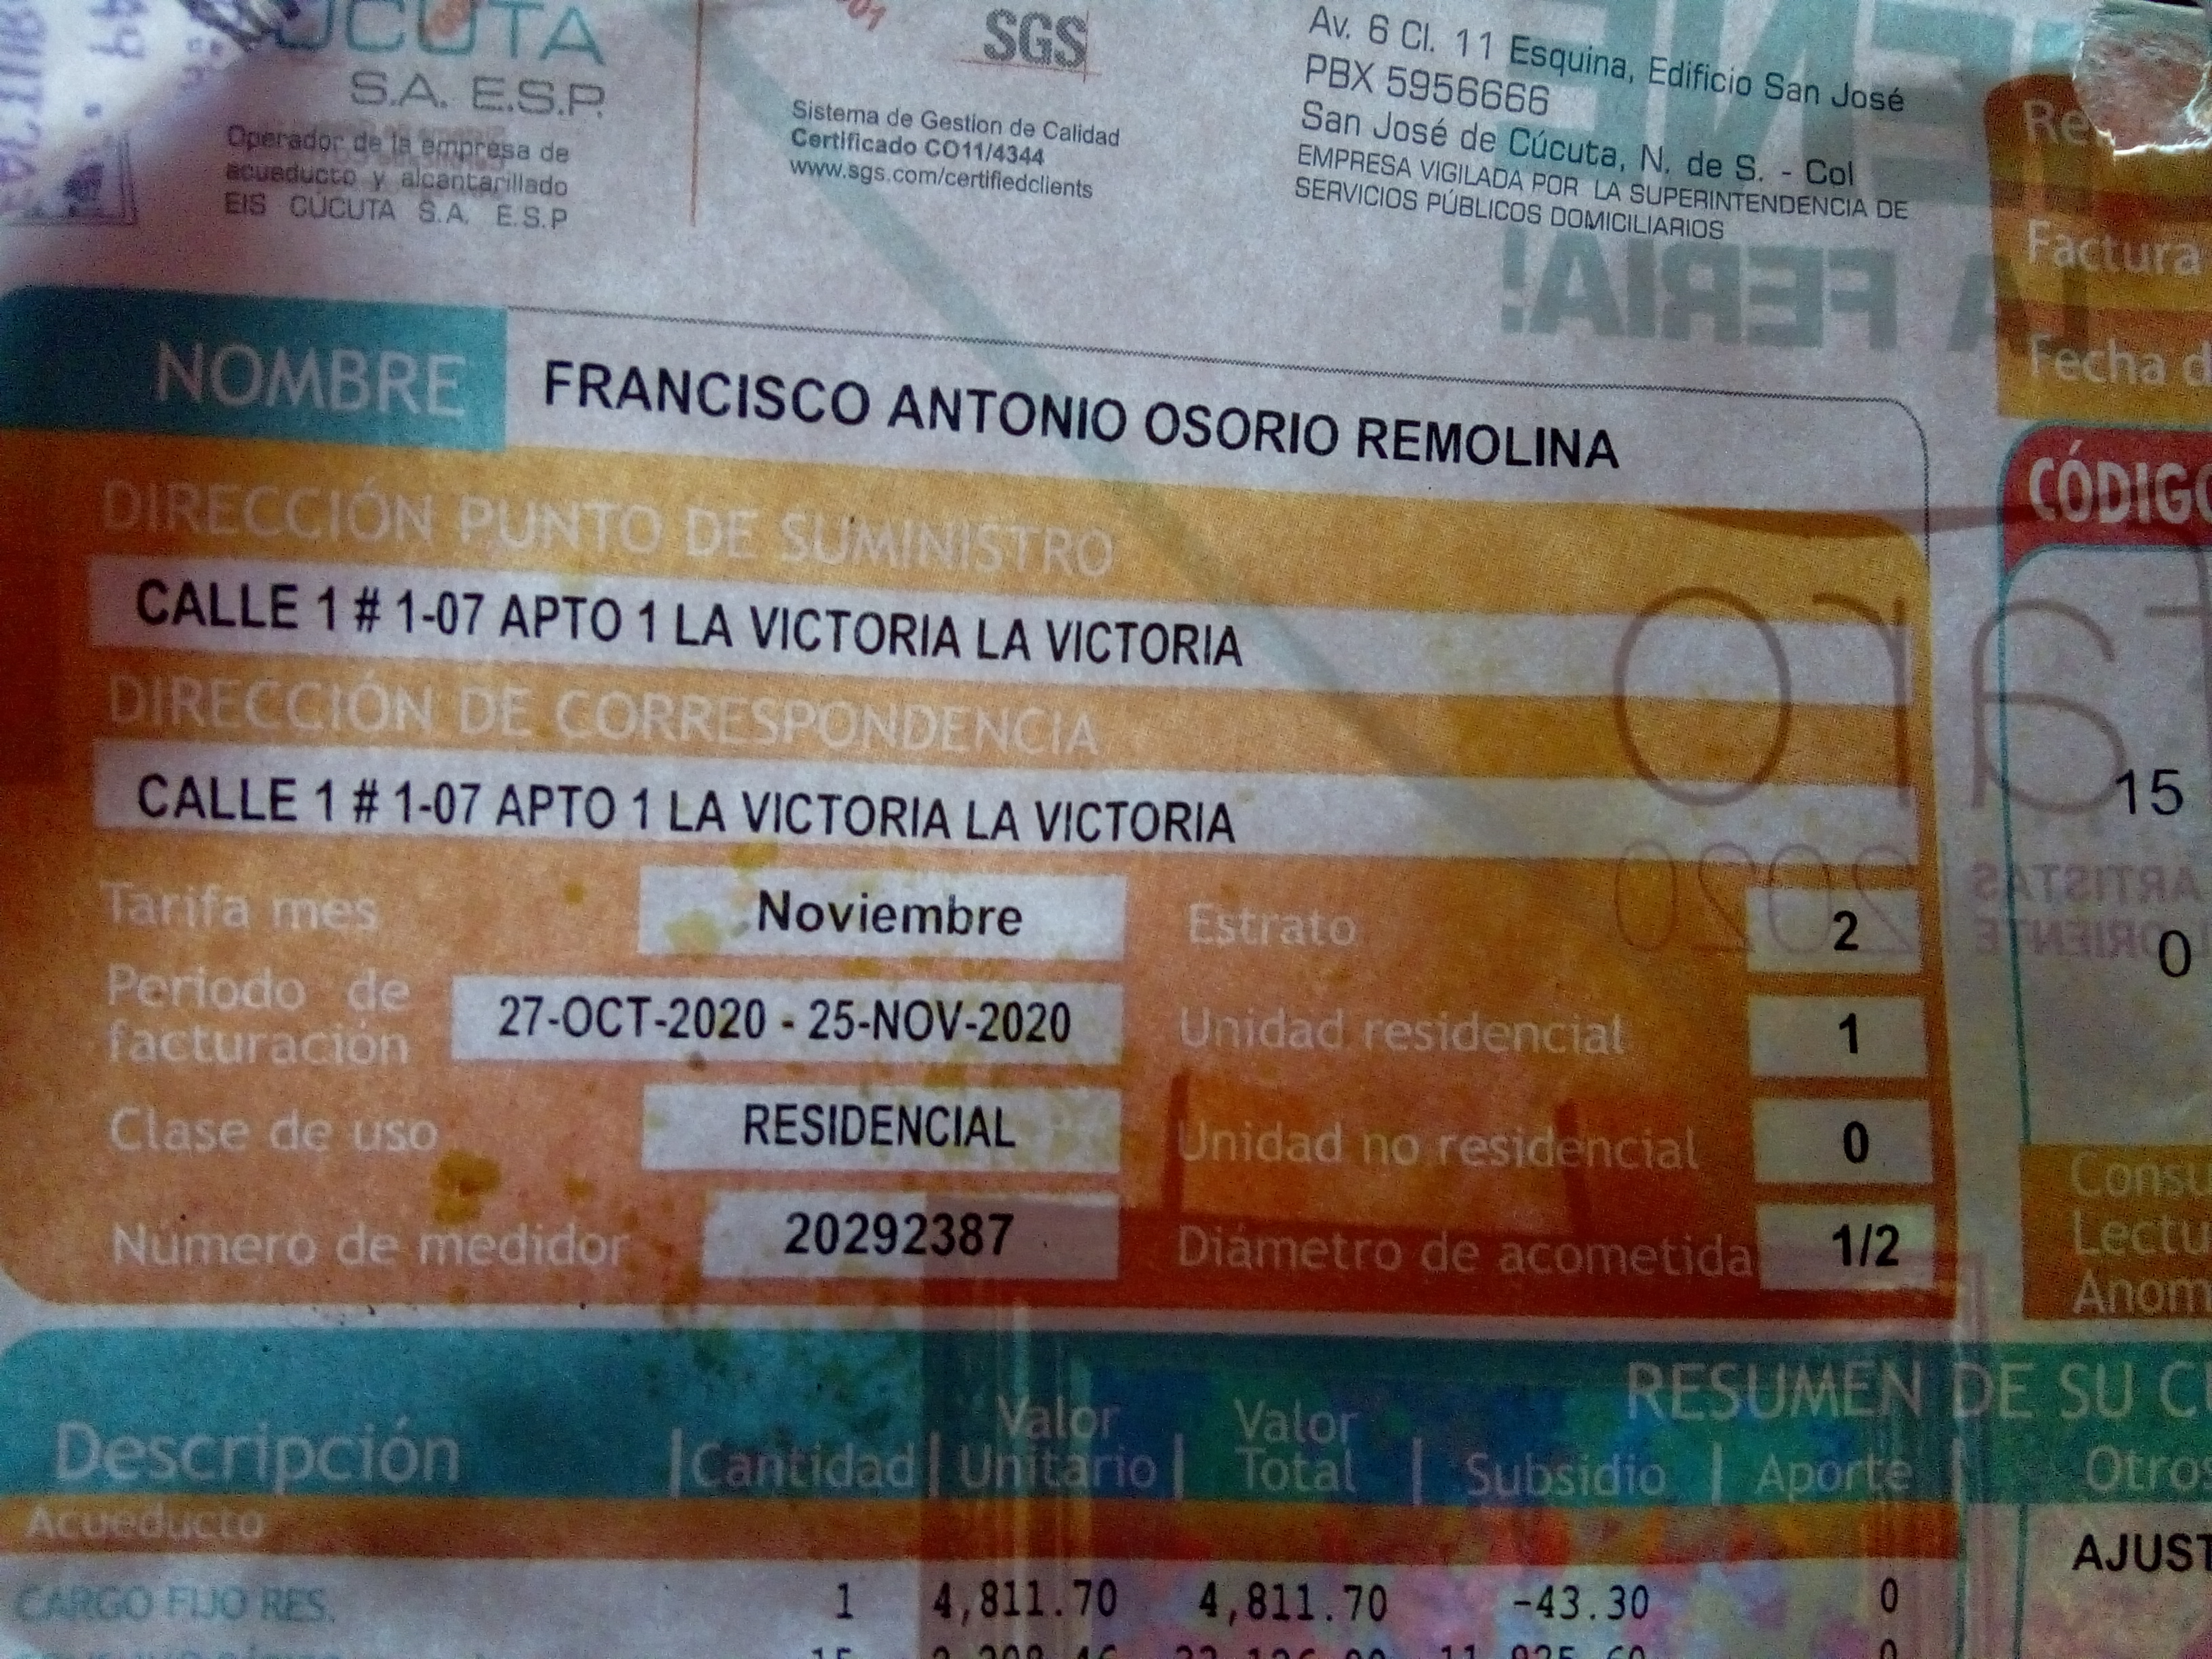 CÚCUTA
S.A. E.S.P.
Operador de la empresa de
acueducto y alcantarillado
EIS CÚCUTA S.A. E.S.P
SGS
Sistema de Gestion de Calidad
Certificado CO11/4344
www.sgs.com/certifiedclients
Av. 6 Cl. 11 Esquina, Edificio San José
PBX 5956666
San José de Cúcuta, N. de S. - Col
EMPRESA VIGILADA POR LA SUPERINTENDENCIA DE
SERVICIOS PÚBLICOS DOMICILIARIOS
LA FERIA!
Factura
Fecha d
NOMBRE FRANCISCO ANTONIO OSORIO REMOLINA
DIRECCIÓN PUNTO DE SUMINISTRO
CALLE 1 # 1-07 APTO 1 LA VICTORIA LA VICTORIA
DIRECCIÓN DE CORRESPONDENCIA
CALLE 1 # 1-07 APTO 1 LA VICTORIA LA VICTORIA
Tarifa mes Noviembre Estrato 2
Periodo de facturación 27-OCT-2020 - 25-NOV-2020 Unidad residencial 1
Clase de uso RESIDENCIAL Unidad no residencial 0
Número de medidor 20292387 Diámetro de acometida 1/2
CÓDIGO
15
2020
ARTISTAS
ORIENTE
0
Consu
Lectu
Anom
RESUMEN DE SU C
Descripción | Cantidad | Valor Unitario | Valor Total | Subsidio | Aporte | Otros
Acueducto
CARGO FIJO RES. 1 4,811.70 4,811.70 -43.30 0
AJUST